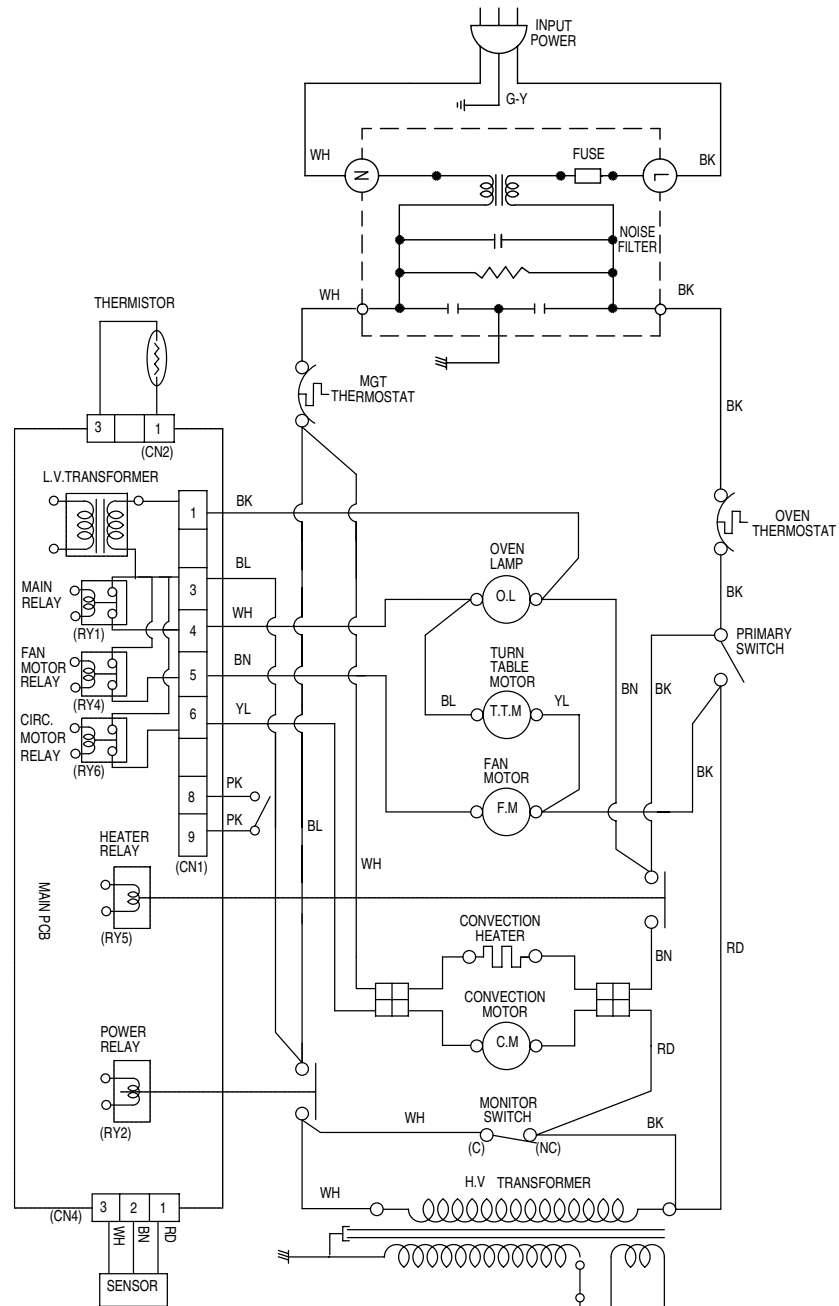 INPUT
POWER
G-Y
WH
N
FUSE
L
BK
NOISE
FILTER
WH
BK
THERMISTOR
MGT
THERMOSTAT
BK
3
1
(CN2)
L.V.TRANSFORMER
BK
1
OVEN
THERMOSTAT
OVEN
LAMP
BL
3
BK
MAIN
RELAY
O.L
(RY1)
WH
4
PRIMARY
SWITCH
FAN
MOTOR
RELAY
(RY4)
BN
5
TURN
TABLE
MOTOR
BN
BK
BL
T.T.M
YL
YL
6
CIRC.
MOTOR
RELAY
(RY6)
FAN
MOTOR
BK
F.M
8
PK
PK
9
BL
(CN1)
HEATER
RELAY
WH
MAIN PCB
(RY5)
CONVECTION
HEATER
BN
RD
CONVECTION
MOTOR
C.M
POWER
RELAY
RD
(RY2)
MONITOR
SWITCH
WH
BK
(C)
(NC)
H.V TRANSFORMER
WH
(CN4)
3
2
1
WH
BN
RD
SENSOR